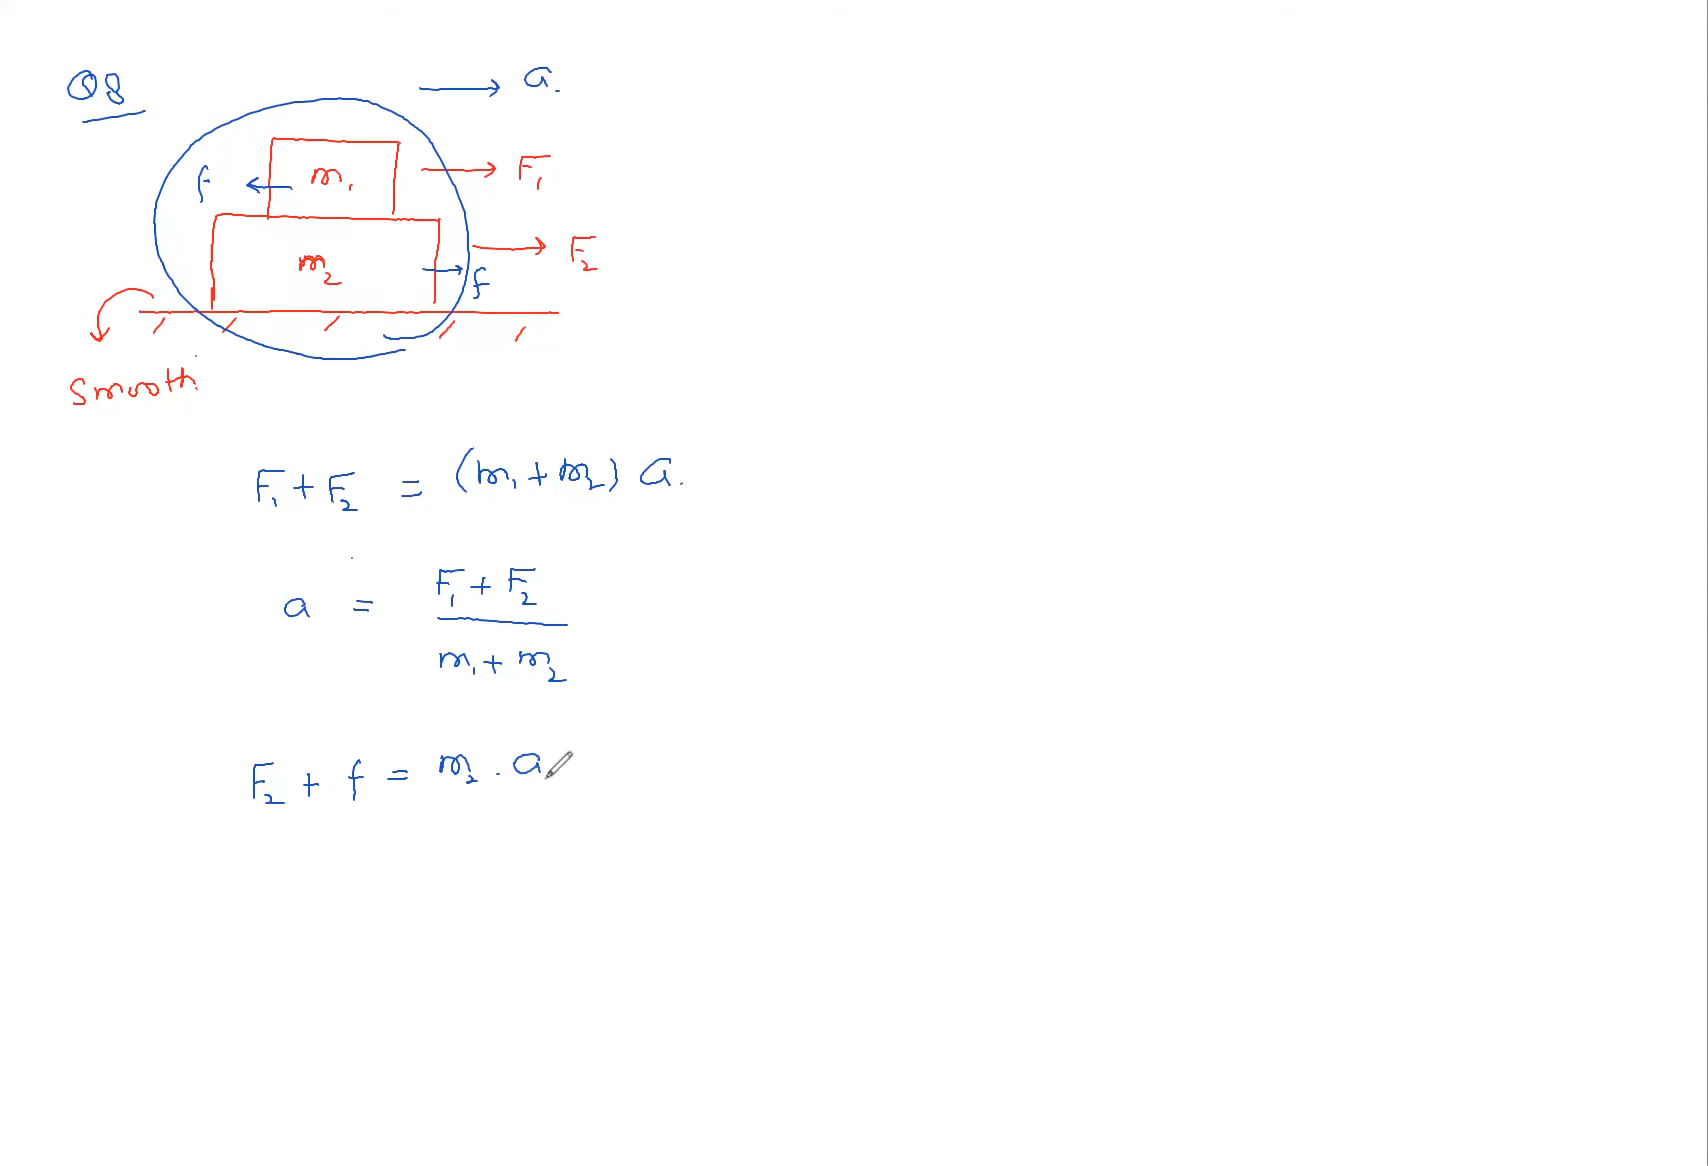 Q8
a.
f m₁ F₁
m₂ F₂
f
Smooth
F₁ + F₂ = (m₁ + m₂) a.
a = F₁ + F₂
m₁ + m₂
F₂ + f = m₂ . a